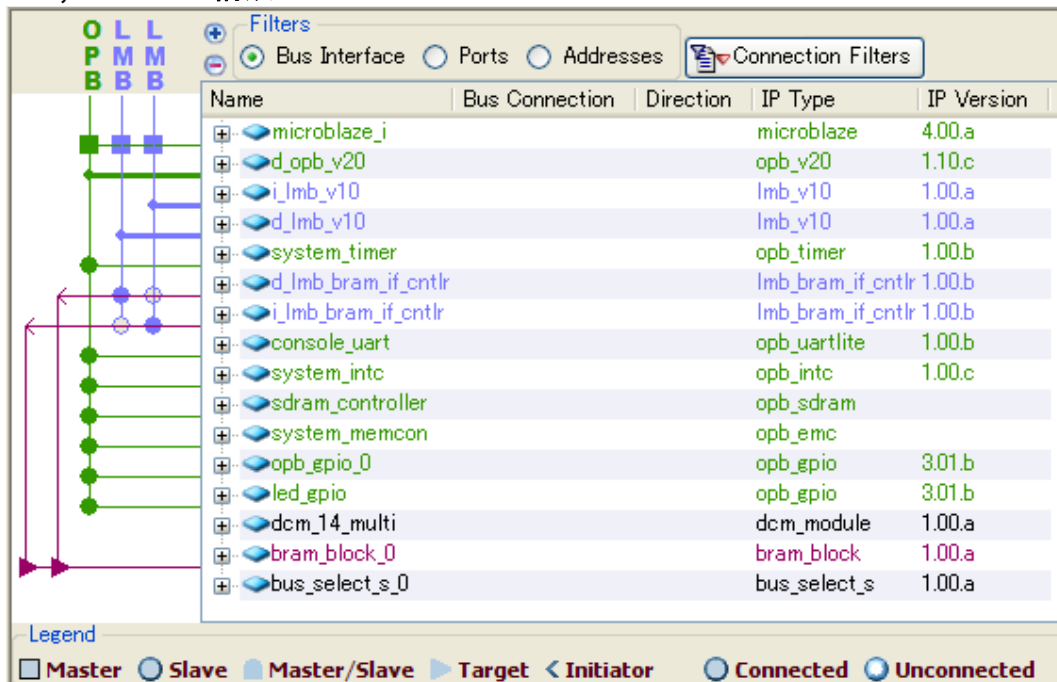 OPB LMB LMB
Filters
Bus Interface Ports Addresses Connection Filters
Name Bus Connection Direction IP Type IP Version
microblaze_i microblaze 4.00.a
d_opb_v20 opb_v20 1.10.c
i_lmb_v10 lmb_v10 1.00.a
d_lmb_v10 lmb_v10 1.00.a
system_timer opb_timer 1.00.b
d_lmb_bram_if_cntlr lmb_bram_if_cntlr 1.00.b
i_lmb_bram_if_cntlr lmb_bram_if_cntlr 1.00.b
console_uart opb_uartlite 1.00.b
system_intc opb_intc 1.00.c
sdram_controller opb_sdram
system_memcon opb_emc
opb_gpio_0 opb_gpio 3.01.b
led_gpio opb_gpio 3.01.b
dcm_14_multi dcm_module 1.00.a
bram_block_0 bram_block 1.00.a
bus_select_s_0 bus_select_s 1.00.a
Legend
Master Slave Master/Slave Target Initiator Connected Unconnected